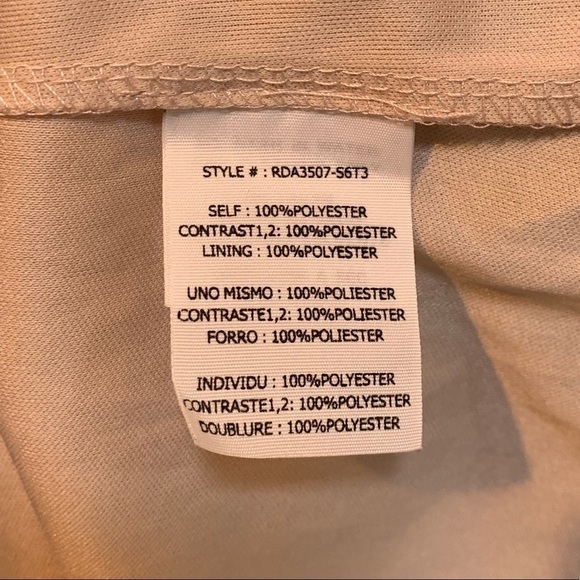 STYLE # : RDA3507-S6T3
SELF : 100%POLYESTER
CONTRAST1,2: 100%POLYESTER
LINING : 100%POLYESTER
UNO MISMO : 100%POLIESTER
CONTRASTE1,2: 100%POLIESTER
FORRO : 100%POLIESTER
INDIVIDU : 100%POLYESTER
CONTRASTE1,2: 100%POLYESTER
DOUBLURE : 100%POLYESTER